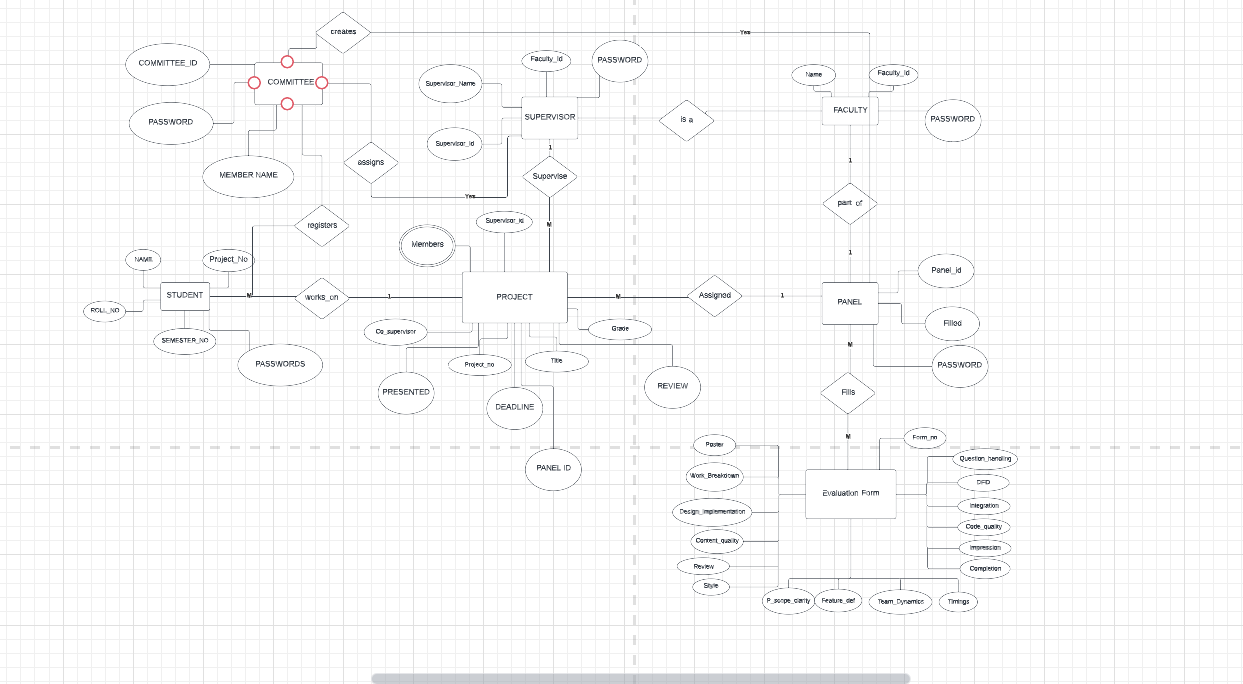 creates
Yes
COMMITTEE_ID
COMMITTEE
PASSWORD
MEMBER NAME
assigns
Yes
registers
Supervisor_Name
Faculty_Id
PASSWORD
Supervisor_Id
SUPERVISOR
is a
Name
Faculty_Id
FACULTY
PASSWORD
1
Supervise
M
1
part of
1
NAME
Project_No
STUDENT
ROLL_NO
SEMESTER_NO
PASSWORDS
M
works_on
1
Members
Supervisor_id
PROJECT
M
Assigned
1
PANEL
Panel_id
Filled
PASSWORD
Co_supervisor
Project_no
Title
Grade
PRESENTED
DEADLINE
REVIEW
PANEL ID
M
Fills
M
Form_no
Evaluation Form
Poster
Work_Breakdown
Design_implementation
Content_quality
Review
Style
P_scope_clarity
Feature_def
Team_Dynamics
Timings
Question_handling
DFD
Integration
Code_quality
Impression
Completion